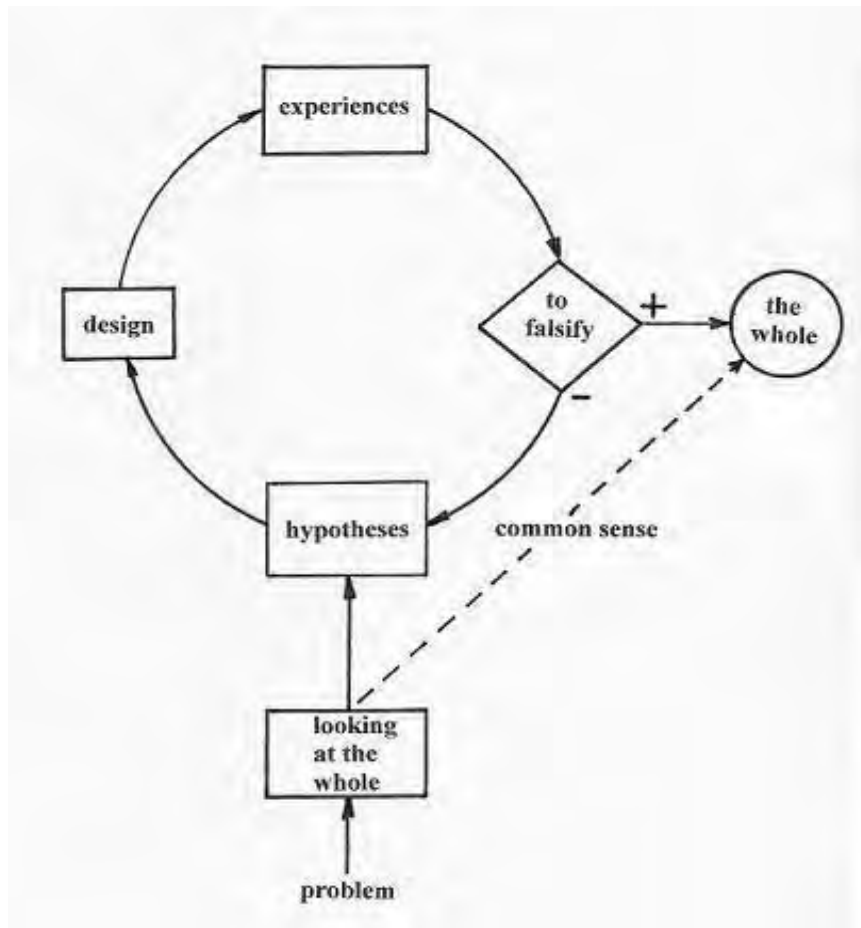 experiences
to
falsify
+
the
whole
design
-
hypotheses
common sense
looking
at the
whole
problem